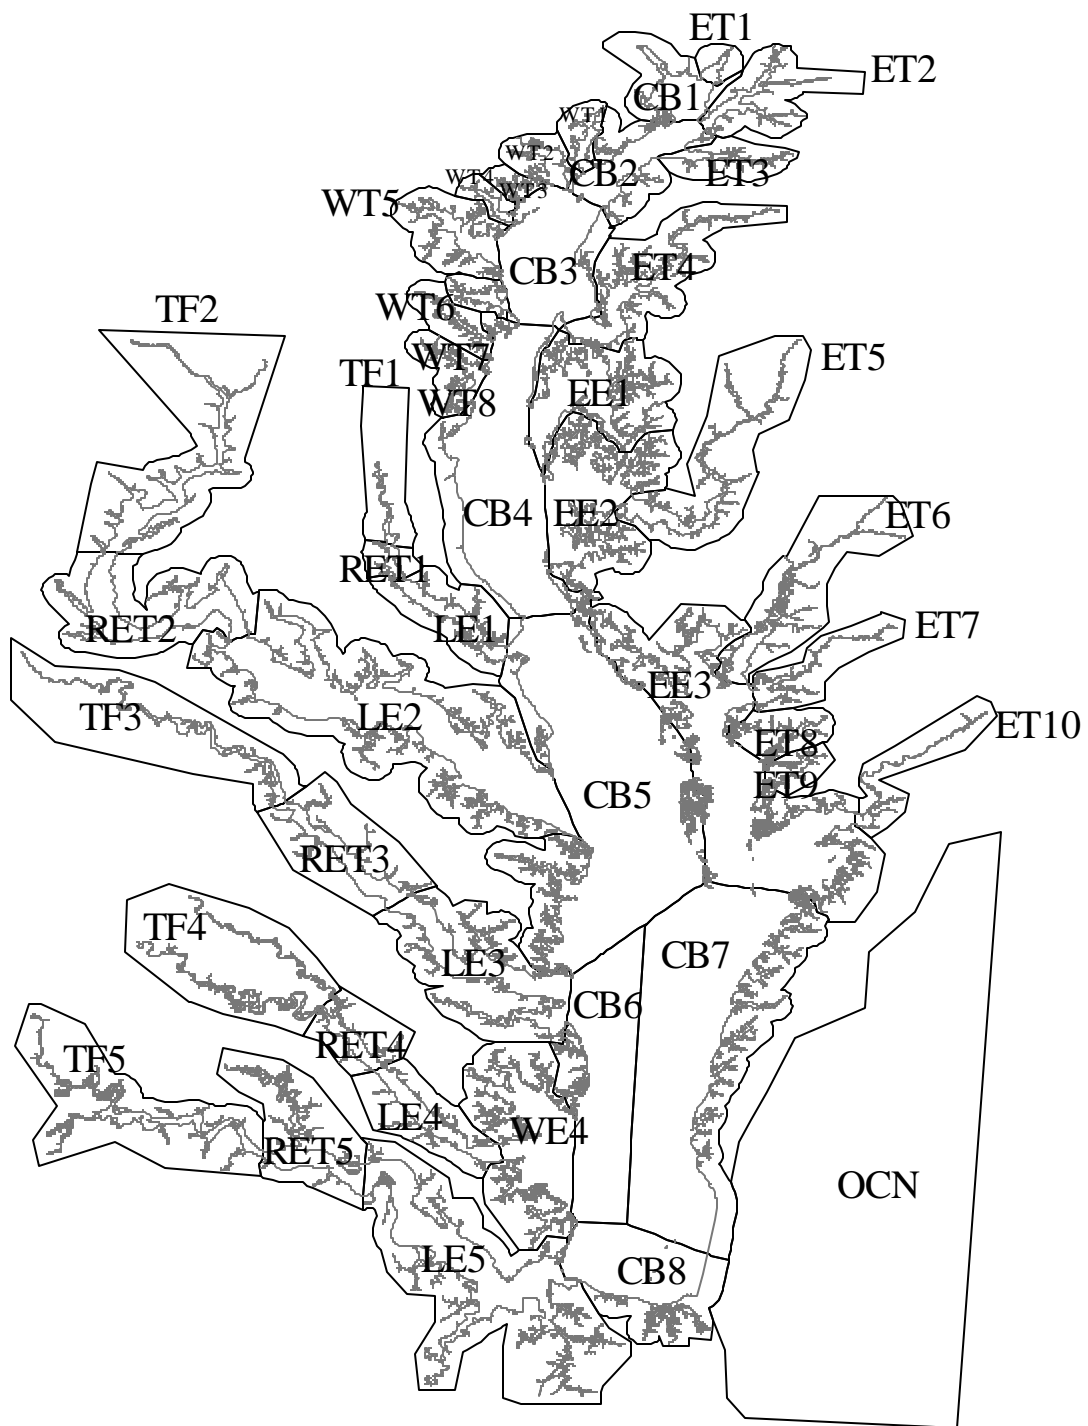 ET1
ET2
CB1
WT1
WT2
CB2
ET3
WT4
WT3
WT5
CB3
ET4
WT6
TF2
WT7
ET5
TF1
EE1
WT8
CB4
EE2
ET6
RET1
RET2
LE1
ET7
EE3
TF3
LE2
ET10
ET8
ET9
CB5
RET3
TF4
CB7
LE3
CB6
RET4
TF5
LE4
WE4
RET5
OCN
LE5
CB8